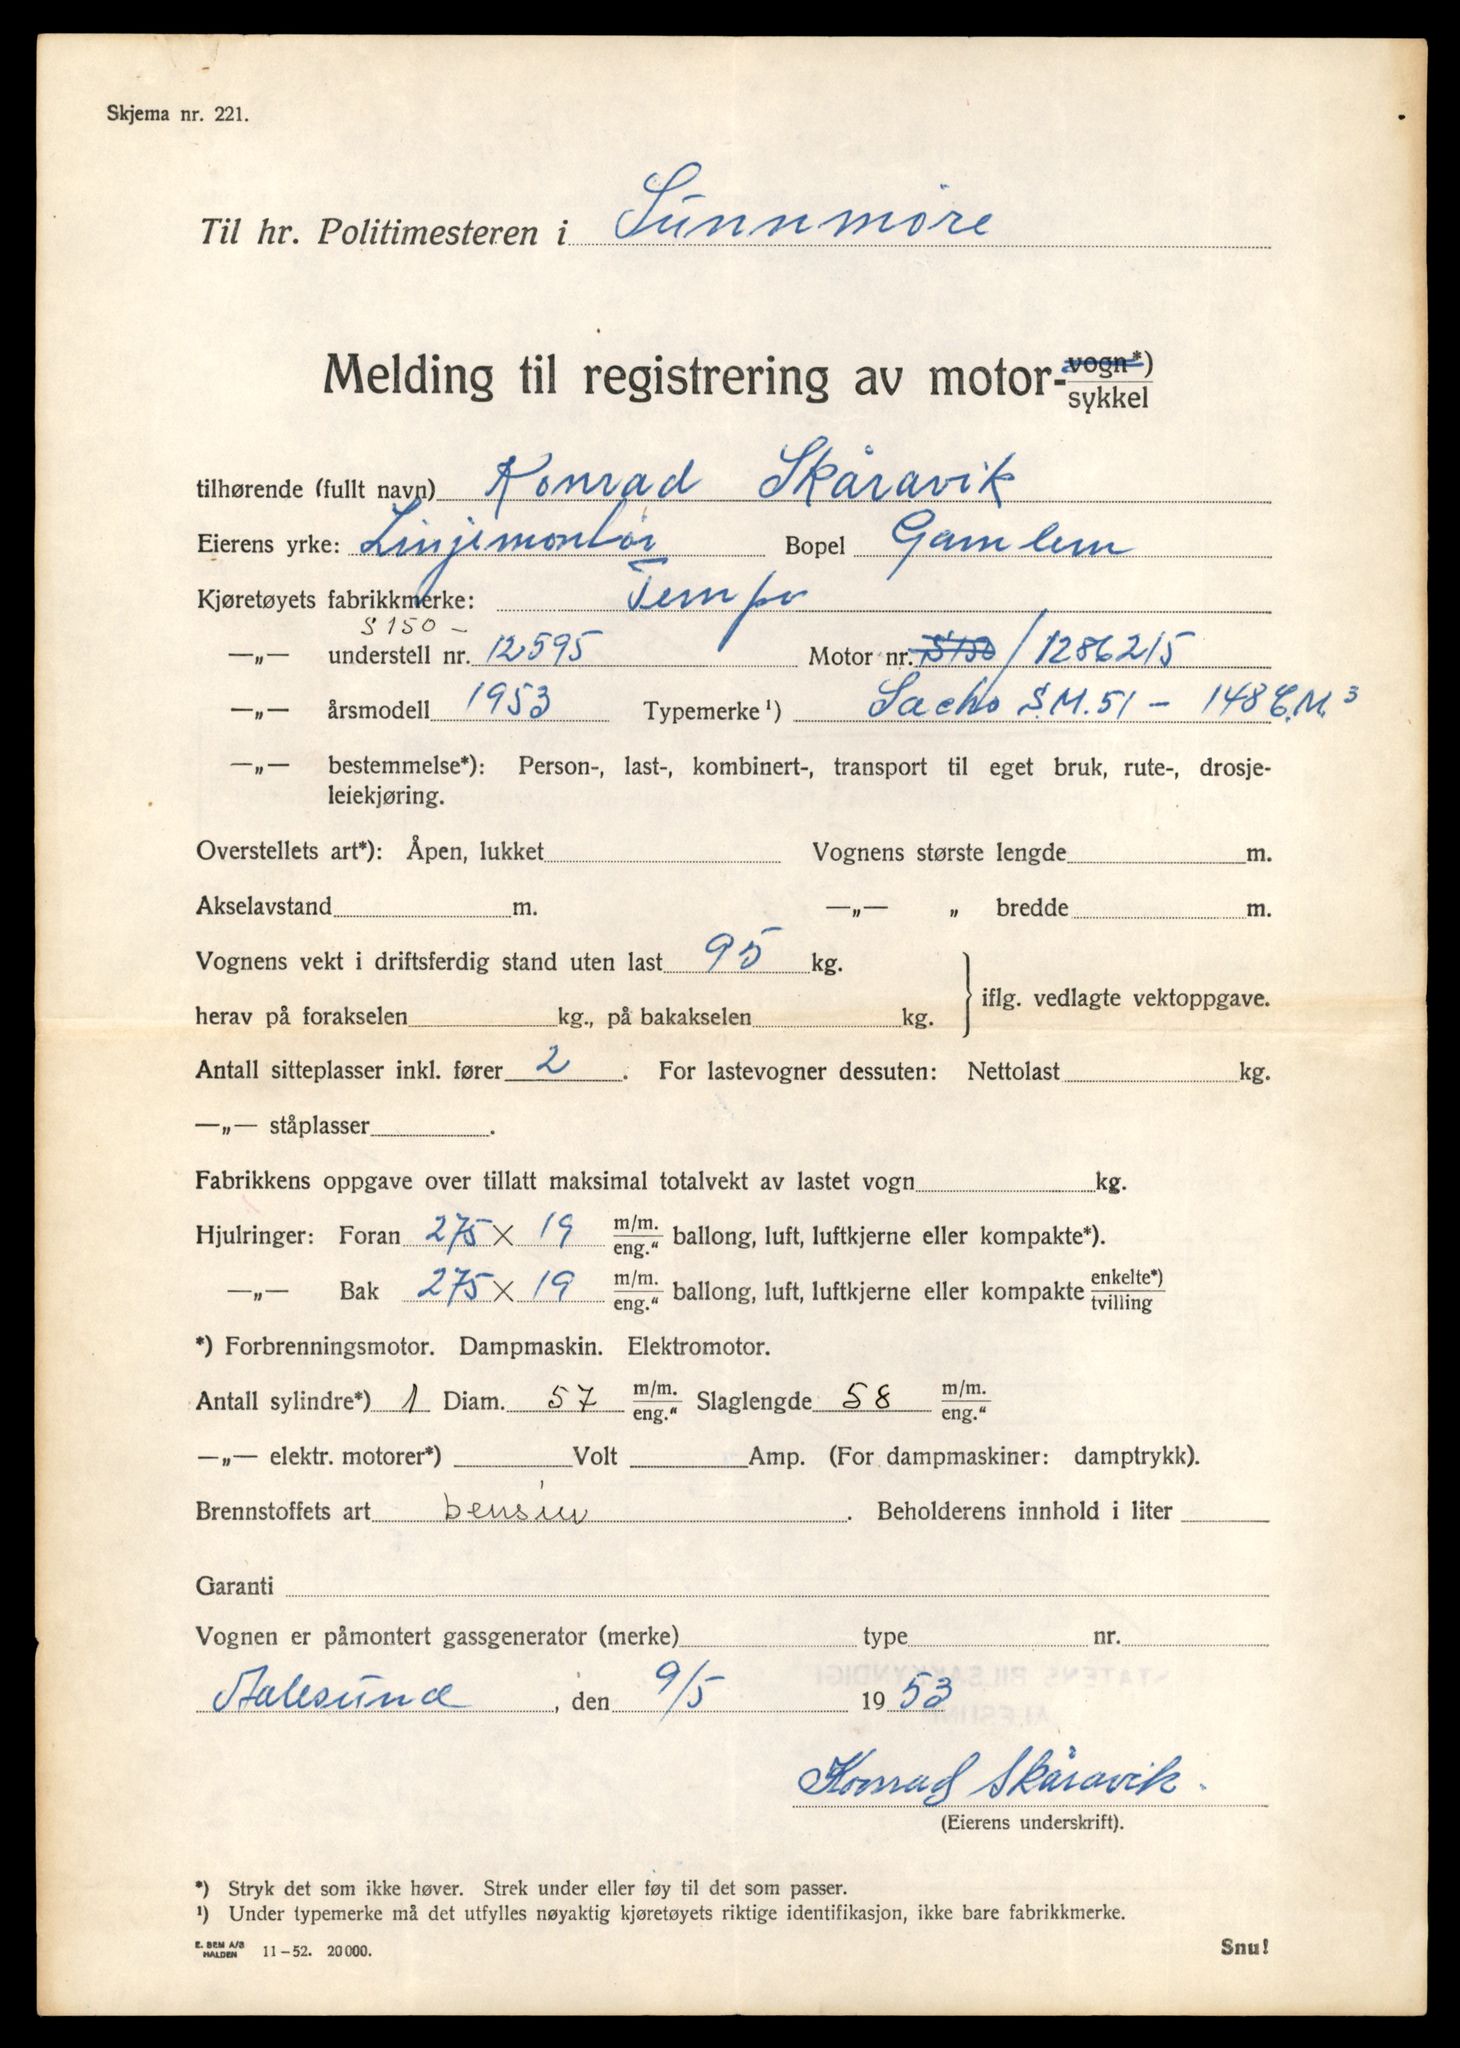 Skjema nr. 221.
Til hr. Politimesteren i Sunnmøre
Melding til registrering av motor-vogn*)
sykkel
tilhørende (fullt navn) Konrad Skåravik
Eierens yrke: Linjemontør Bopel Gamlem
Kjøretøyets fabrikkmerke: Tempo
S 150 –
—„— understell nr. 12595 Motor nr. S150 / 1286215
—„— årsmodell 1953 Typemerke¹) Sachs S.M. 51 – 148 C.M.³
—„— bestemmelse*): Person-, last-, kombinert-, transport til eget bruk, rute-, drosje-
leiekjøring.
Overstellets art*): Åpen, lukket Vognens største lengde m.
Akselavstand m. —„— „ bredde m.
Vognens vekt i driftsferdig stand uten last 95 kg.
herav på forakselen kg., på bakakselen kg. } iflg. vedlagte vektoppgave.
Antall sitteplasser inkl. fører 2. For lastevogner dessuten: Nettolast kg.
—„— ståplasser .
Fabrikkens oppgave over tillatt maksimal totalvekt av lastet vogn kg.
Hjulringer: Foran 275 × 19 m/m. eng.“ ballong, luft, luftkjerne eller kompakte*).
—„— Bak 275 × 19 m/m. eng.“ ballong, luft, luftkjerne eller kompakte enkelte*) tvilling
*) Forbrenningsmotor. Dampmaskin. Elektromotor.
Antall sylindre*) 1 Diam. 57 m/m. eng.“ Slaglengde 58 m/m. eng.“
—„— elektr. motorer*) Volt Amp. (For dampmaskiner: damptrykk).
Brennstoffets art bensin . Beholderens innhold i liter
Garanti
Vognen er påmontert gassgenerator (merke) type nr.
Aalesund , den 9/5 1953
Konrad Skåravik.
(Eierens underskrift).
*) Stryk det som ikke høver. Strek under eller føy til det som passer.
¹) Under typemerke må det utfylles nøyaktig kjøretøyets riktige identifikasjon, ikke bare fabrikkmerke.
E. SEM A/S
HALDEN 11–52. 20 000. Snu!